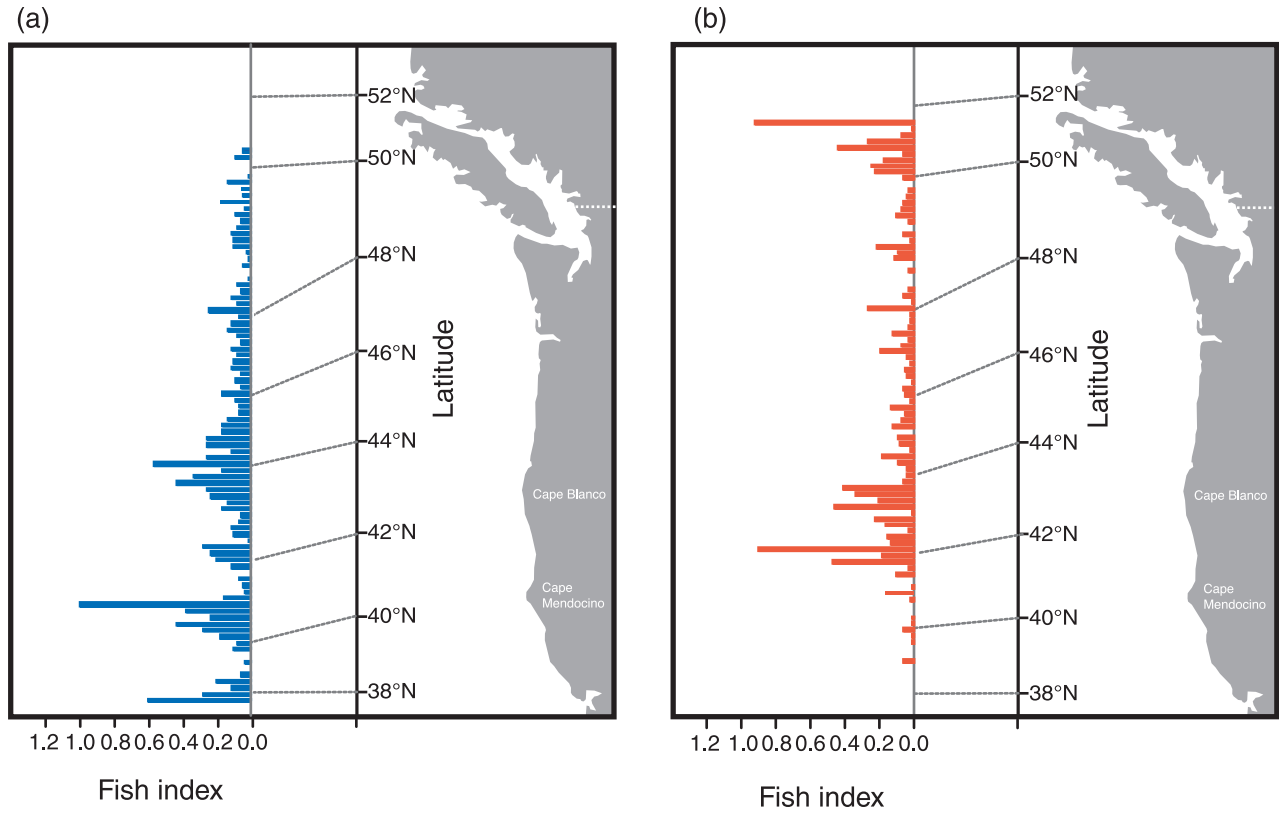 (a)
52°N
50°N
48°N
46°N
44°N
42°N
40°N
38°N
Latitude
Cape Blanco
Cape
Mendocino
1.2 1.0 0.8 0.6 0.4 0.2 0.0
Fish index
(b)
52°N
50°N
48°N
46°N
44°N
42°N
40°N
38°N
Latitude
Cape Blanco
Cape
Mendocino
1.2 1.0 0.8 0.6 0.4 0.2 0.0
Fish index